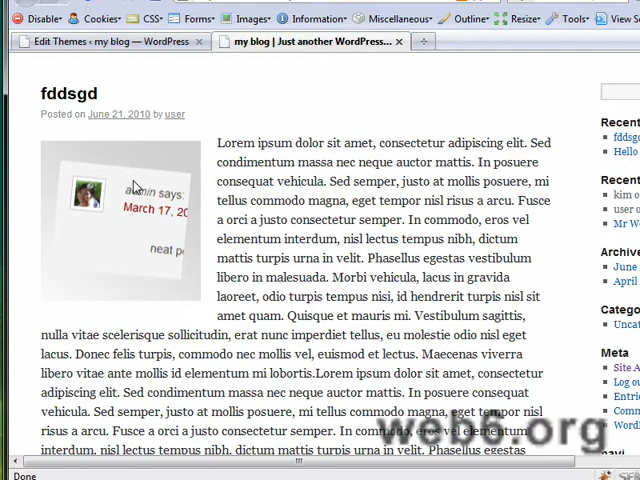 Disable Cookies CSS Forms Images Information Miscellaneous Outline Resize Tools View
Edit Themes ‹ my blog — WordPress
my blog | Just another WordPress...
fddsgd
Posted on June 21, 2010 by user
admin says:
March 17, 20
neat
Lorem ipsum dolor sit amet, consectetur adipiscing elit. Sed
condimentum massa nec neque auctor mattis. In posuere
consequat vehicula. Sed semper, justo at mollis posuere, mi
tellus commodo magna, eget tempor nisl risus a arcu. Fusce
a orci a justo consectetur semper. In commodo, eros vel
elementum interdum, nisl lectus tempus nibh, dictum
mattis turpis urna in velit. Phasellus egestas vestibulum
libero in malesuada. Morbi vehicula, lacus in gravida
laoreet, odio turpis tempus nisi, id hendrerit turpis nisl sit
amet quam. Quisque et mauris mi. Vestibulum sagittis,
nulla vitae scelerisque sollicitudin, erat nunc imperdiet tellus, eu molestie odio nisl eget
lacus. Donec felis turpis, commodo nec mollis vel, euismod et lectus. Maecenas viverra
libero vitae ante mollis id elementum mi lobortis.Lorem ipsum dolor sit amet, consectetur
adipiscing elit. Sed condimentum massa nec neque auctor mattis. In posuere consequat
vehicula. Sed semper, justo at mollis posuere, mi tellus commodo magna, eget tempor nisl
risus a arcu. Fusce a orci a justo consectetur semper. In commodo, eros vel elementum
interdum, nisl lectus tempus nibh, dictum mattis turpis urna in velit. Phasellus egestas
Recen
fddsg
Hello
Recen
kim o
user o
Mr W
Archiv
June
April
Catego
Uncat
Meta
Site A
Log ou
Entri
Comm
WordP
navi
web6.org
Done